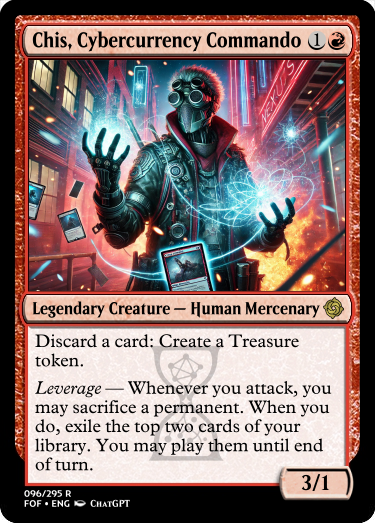 Chis, Cybercurrency Commando 1
Legendary Creature — Human Mercenary
Discard a card: Create a Treasure
token.
Leverage — Whenever you attack, you
may sacrifice a permanent. When you
do, exile the top two cards of your
library. You may play them until end
of turn.
3/1
096/295 R
FOF • ENG ChatGPT